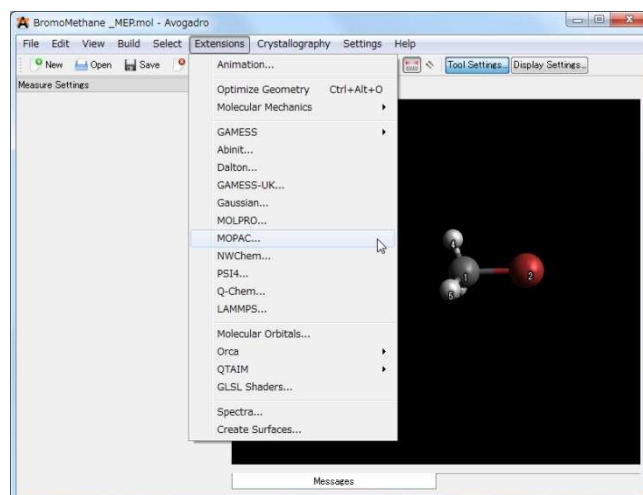 BromoMethane _MEP.mol - Avogadro
File Edit View Build Select Extensions Crystallography Settings Help
New Open Save Tool Settings... Display Settings...
Measure Settings
Animation...
Optimize Geometry Ctrl+Alt+O
Molecular Mechanics
GAMESS
Abinit...
Dalton...
GAMESS-UK...
Gaussian...
MOLPRO...
MOPAC...
NWChem...
PSI4...
Q-Chem...
LAMMPS...
Molecular Orbitals...
Orca
QTAIM
GLSL Shaders...
Spectra...
Create Surfaces...
4
1 2
5
Messages